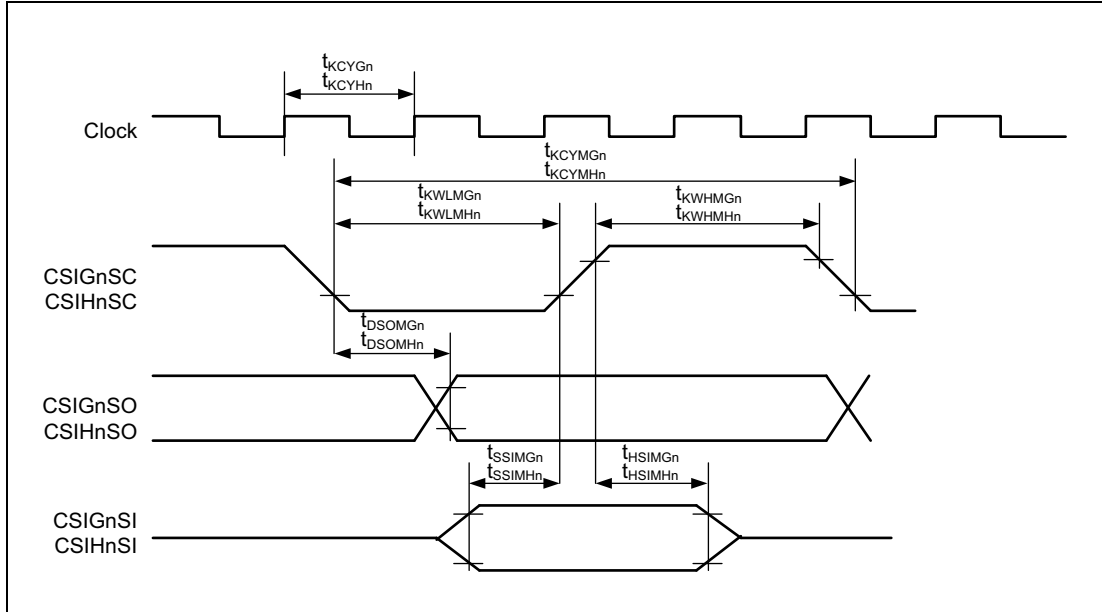 tKCYGn
tKCYHn
Clock
tKCYMGn
tKCYMHn
tKWLMGn
tKWLMHn
tKWHMGn
tKWHMHn
CSIGnSC
CSIHnSC
tDSOMGn
tDSOMHn
CSIGnSO
CSIHnSO
tSSIMGn
tSSIMHn
tHSIMGn
tHSIMHn
CSIGnSI
CSIHnSI